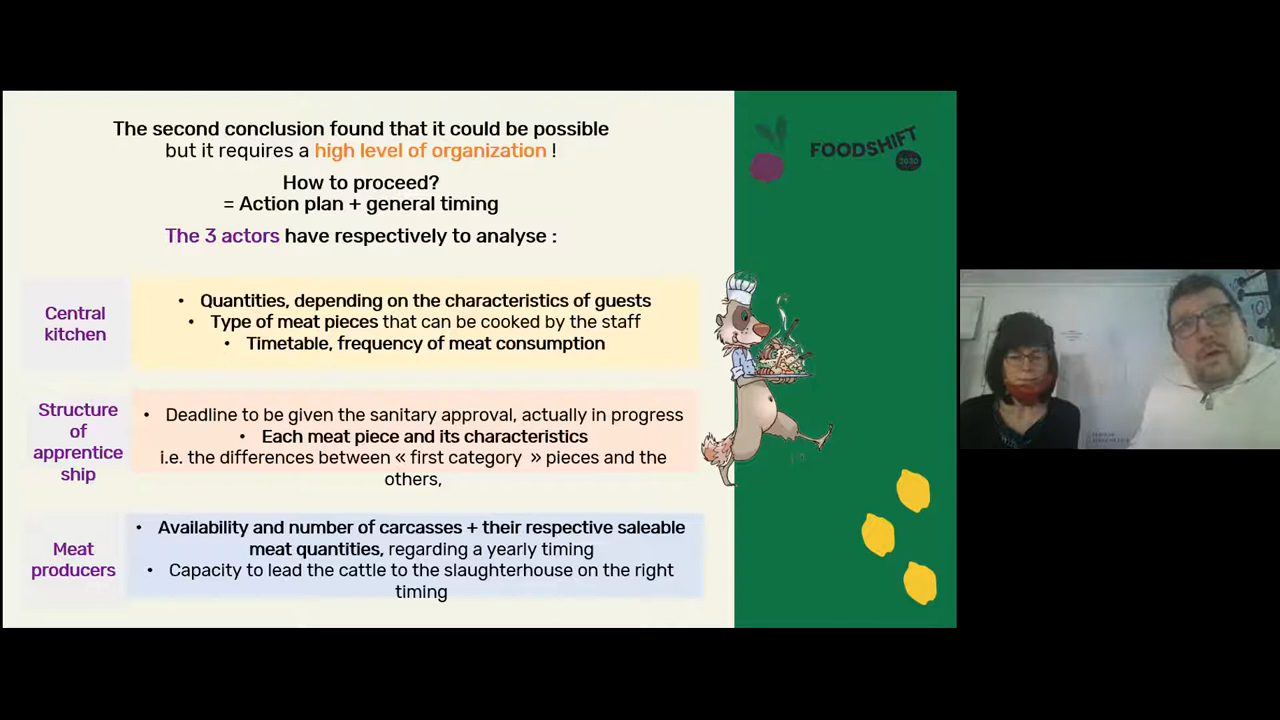 The second conclusion found that it could be possible
but it requires a high level of organization !
How to proceed?
= Action plan + general timing
The 3 actors have respectively to analyse :
Central
kitchen
• Quantities, depending on the characteristics of guests
• Type of meat pieces that can be cooked by the staff
• Timetable, frequency of meat consumption
Structure
of
apprentice
ship
• Deadline to be given the sanitary approval, actually in progress
• Each meat piece and its characteristics
i.e. the differences between « first category » pieces and the
others,
Meat
producers
• Availability and number of carcasses + their respective saleable
meat quantities, regarding a yearly timing
• Capacity to lead the cattle to the slaughterhouse on the right
timing
FOODSHIFT
2030